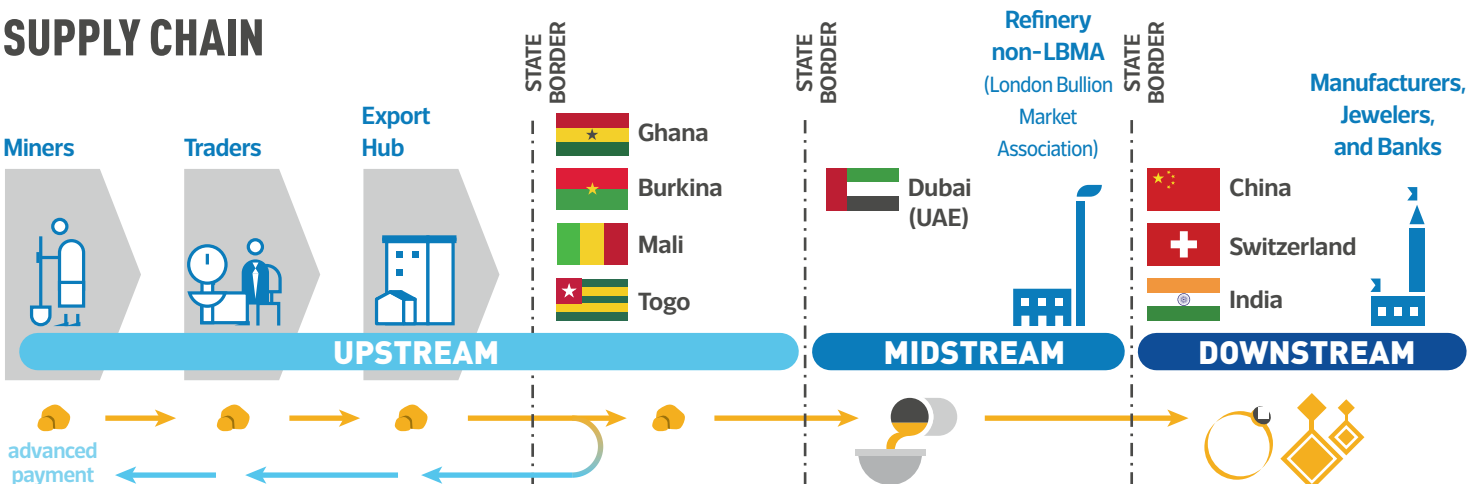 SUPPLY CHAIN
Miners
Traders
Export
Hub
STATE
BORDER
Ghana
Burkina
Mali
Togo
STATE
BORDER
Dubai
(UAE)
Refinery
non-LBMA
(London Bullion
Market
Association)
STATE
BORDER
China
Switzerland
India
Manufacturers,
Jewelers,
and Banks
UPSTREAM
MIDSTREAM
DOWNSTREAM
advanced
payment